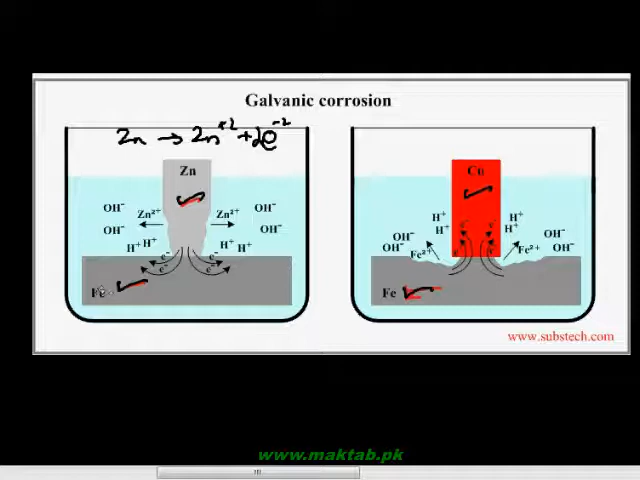 Galvanic corrosion
Zn → Zn⁺² + 2e⁻²
Zn
Cu
OH⁻ Zn²⁺ Zn²⁺ OH⁻
OH⁻ OH⁻
H⁺ H⁺ H⁺ H⁺
e⁻ e⁻
e⁻ e⁻
Fe
H⁺ H⁺
H⁺ e⁻ e⁻ H⁺
OH⁻ OH⁻
OH⁻ Fe²⁺ e⁻ e⁻ Fe²⁺ OH⁻
Fe
www.substech.com
www.maktab.pk